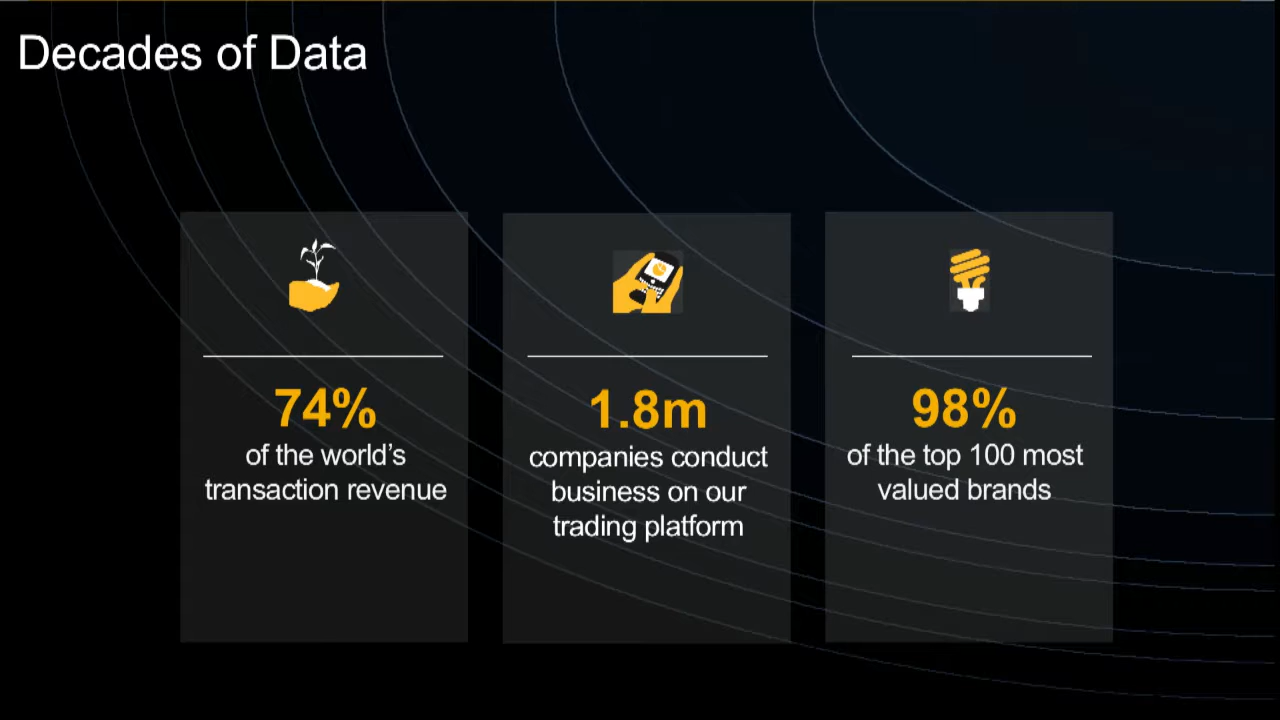 Decades of Data
74%
of the world’s
transaction revenue
1.8m
companies conduct
business on our
trading platform
98%
of the top 100 most
valued brands